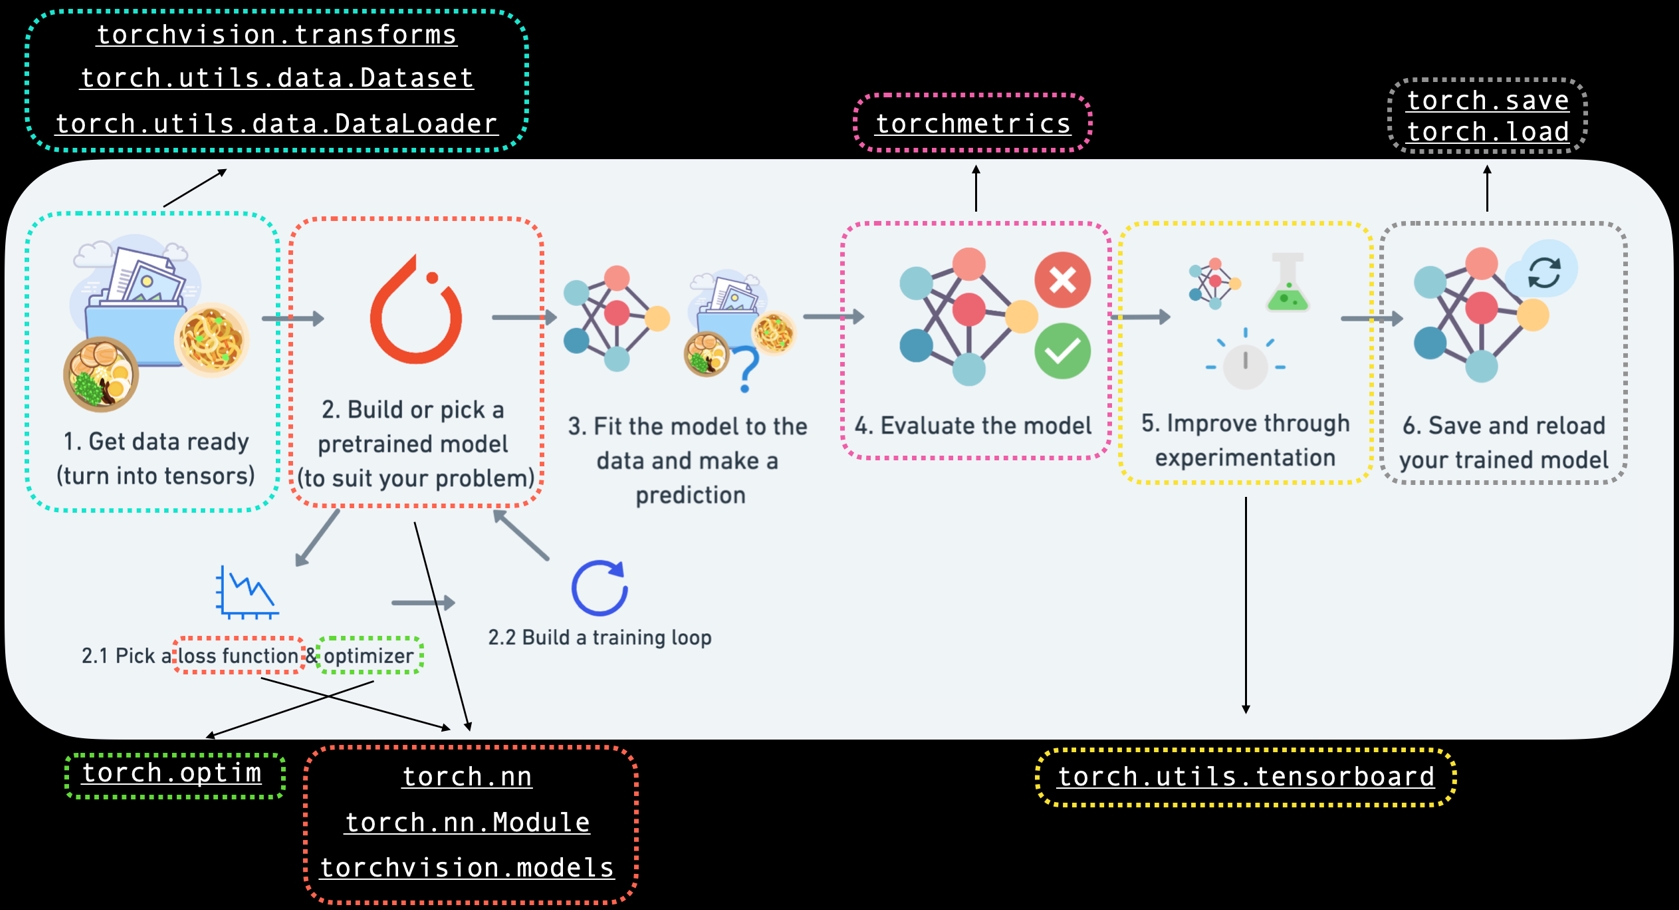 torchvision.transforms
torch.utils.data.Dataset
torch.utils.data.DataLoader
torchmetrics
torch.save
torch.load
1. Get data ready
(turn into tensors)
2. Build or pick a
pretrained model
(to suit your problem)
3. Fit the model to the
data and make a
prediction
4. Evaluate the model
5. Improve through
experimentation
6. Save and reload
your trained model
2.1 Pick a loss function & optimizer
2.2 Build a training loop
torch.optim
torch.nn
torch.nn.Module
torchvision.models
torch.utils.tensorboard